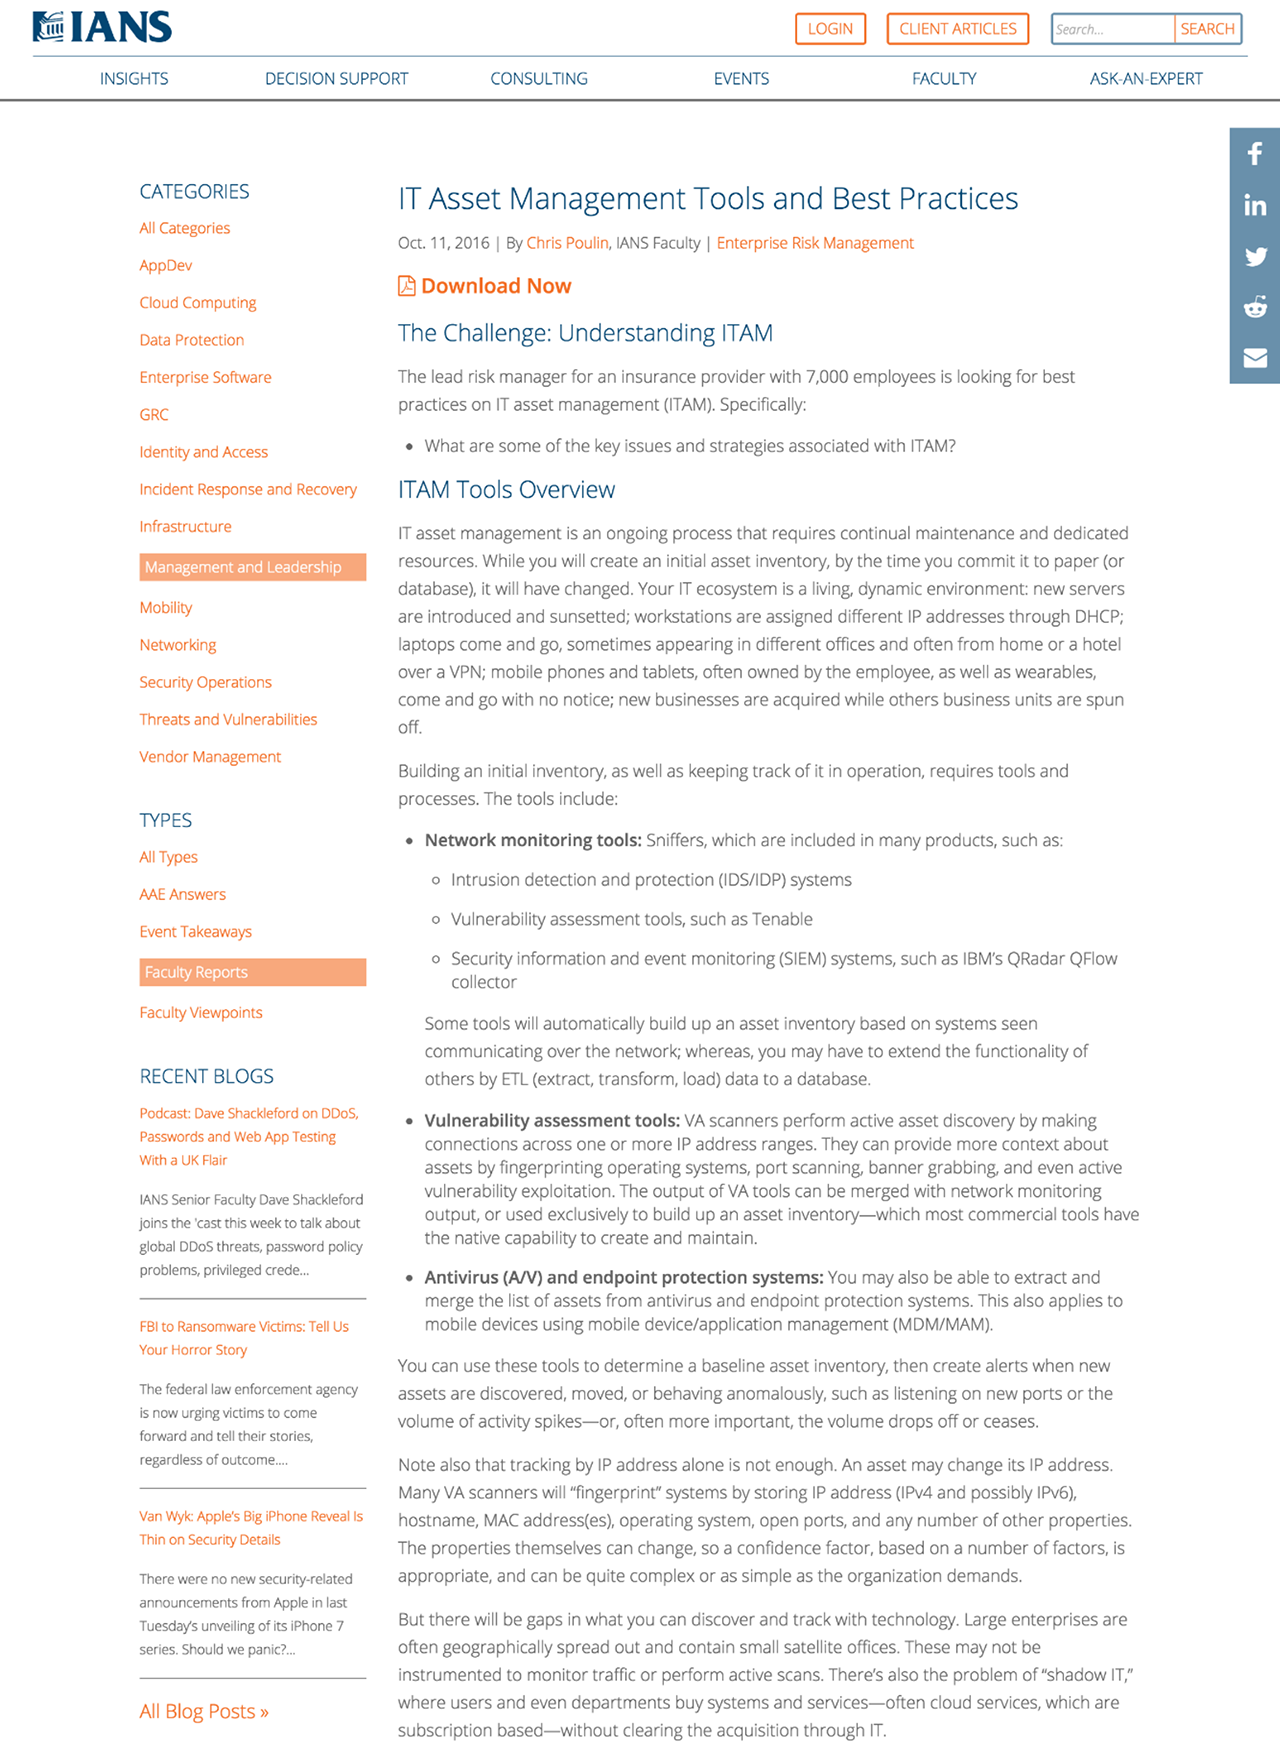 IANS
LOGIN
CLIENT ARTICLES
Search...
SEARCH
INSIGHTS
DECISION SUPPORT
CONSULTING
EVENTS
FACULTY
ASK-AN-EXPERT
CATEGORIES
All Categories
AppDev
Cloud Computing
Data Protection
Enterprise Software
GRC
Identity and Access
Incident Response and Recovery
Infrastructure
Management and Leadership
Mobility
Networking
Security Operations
Threats and Vulnerabilities
Vendor Management
TYPES
All Types
AAE Answers
Event Takeaways
Faculty Reports
Faculty Viewpoints
RECENT BLOGS
Podcast: Dave Shackleford on DDoS,
Passwords and Web App Testing
With a UK Flair
IANS Senior Faculty Dave Shackleford
joins the 'cast this week to talk about
global DDoS threats, password policy
problems, privileged crede...
FBI to Ransomware Victims: Tell Us
Your Horror Story
The federal law enforcement agency
is now urging victims to come
forward and tell their stories,
regardless of outcome....
Van Wyk: Apple's Big iPhone Reveal Is
Thin on Security Details
There were no new security-related
announcements from Apple in last
Tuesday's unveiling of its iPhone 7
series. Should we panic?...
All Blog Posts »
IT Asset Management Tools and Best Practices
Oct. 11, 2016 | By Chris Poulin, IANS Faculty | Enterprise Risk Management
Download Now
The Challenge: Understanding ITAM
The lead risk manager for an insurance provider with 7,000 employees is looking for best
practices on IT asset management (ITAM). Specifically:
• What are some of the key issues and strategies associated with ITAM?
ITAM Tools Overview
IT asset management is an ongoing process that requires continual maintenance and dedicated
resources. While you will create an initial asset inventory, by the time you commit it to paper (or
database), it will have changed. Your IT ecosystem is a living, dynamic environment: new servers
are introduced and sunsetted; workstations are assigned different IP addresses through DHCP;
laptops come and go, sometimes appearing in different offices and often from home or a hotel
over a VPN; mobile phones and tablets, often owned by the employee, as well as wearables,
come and go with no notice; new businesses are acquired while others business units are spun
off.
Building an initial inventory, as well as keeping track of it in operation, requires tools and
processes. The tools include:
• Network monitoring tools: Sniffers, which are included in many products, such as:
○ Intrusion detection and protection (IDS/IDP) systems
○ Vulnerability assessment tools, such as Tenable
○ Security information and event monitoring (SIEM) systems, such as IBM's QRadar QFlow
collector
Some tools will automatically build up an asset inventory based on systems seen
communicating over the network; whereas, you may have to extend the functionality of
others by ETL (extract, transform, load) data to a database.
• Vulnerability assessment tools: VA scanners perform active asset discovery by making
connections across one or more IP address ranges. They can provide more context about
assets by fingerprinting operating systems, port scanning, banner grabbing, and even active
vulnerability exploitation. The output of VA tools can be merged with network monitoring
output, or used exclusively to build up an asset inventory—which most commercial tools have
the native capability to create and maintain.
• Antivirus (A/V) and endpoint protection systems: You may also be able to extract and
merge the list of assets from antivirus and endpoint protection systems. This also applies to
mobile devices using mobile device/application management (MDM/MAM).
You can use these tools to determine a baseline asset inventory, then create alerts when new
assets are discovered, moved, or behaving anomalously, such as listening on new ports or the
volume of activity spikes—or, often more important, the volume drops off or ceases.
Note also that tracking by IP address alone is not enough. An asset may change its IP address.
Many VA scanners will “fingerprint” systems by storing IP address (IPv4 and possibly IPv6),
hostname, MAC address(es), operating system, open ports, and any number of other properties.
The properties themselves can change, so a confidence factor, based on a number of factors, is
appropriate, and can be quite complex or as simple as the organization demands.
But there will be gaps in what you can discover and track with technology. Large enterprises are
often geographically spread out and contain small satellite offices. These may not be
instrumented to monitor traffic or perform active scans. There's also the problem of “shadow IT,”
where users and even departments buy systems and services—often cloud services, which are
subscription based—without clearing the acquisition through IT.